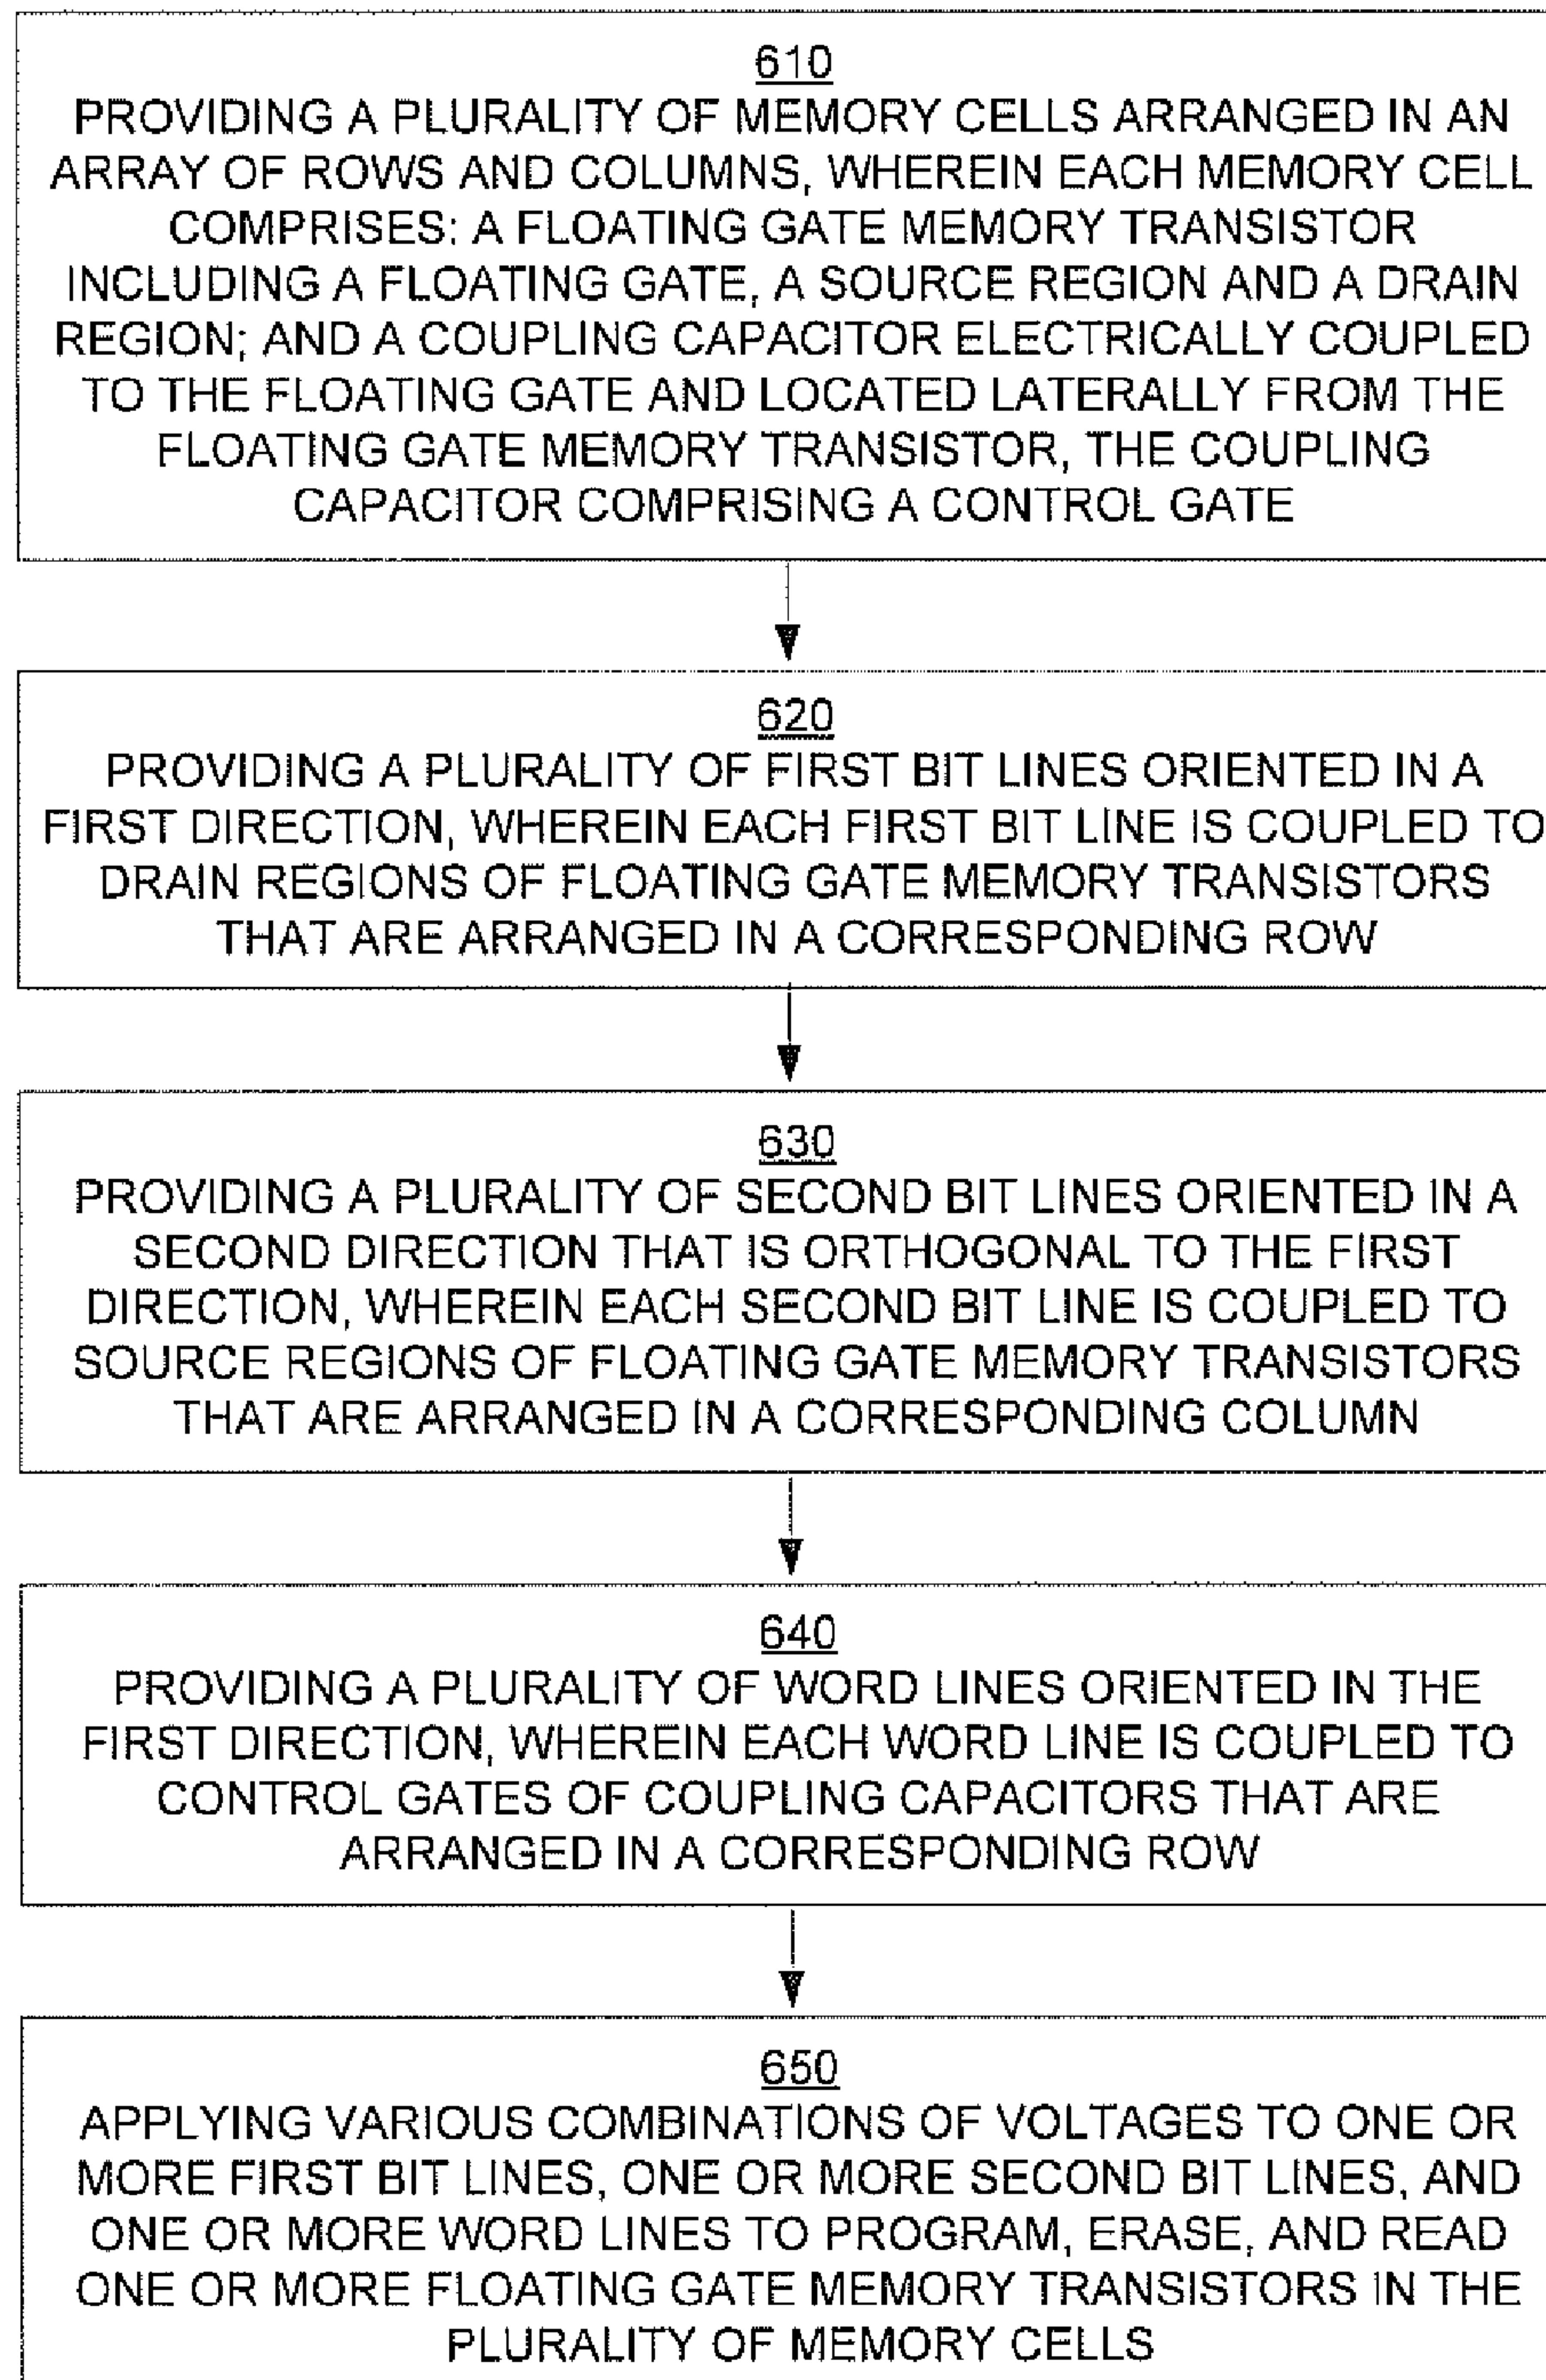 610
PROVIDING A PLURALITY OF MEMORY CELLS ARRANGED IN AN
ARRAY OF ROWS AND COLUMNS, WHEREIN EACH MEMORY CELL
COMPRISES: A FLOATING GATE MEMORY TRANSISTOR
INCLUDING A FLOATING GATE, A SOURCE REGION AND A DRAIN
REGION; AND A COUPLING CAPACITOR ELECTRICALLY COUPLED
TO THE FLOATING GATE AND LOCATED LATERALLY FROM THE
FLOATING GATE MEMORY TRANSISTOR, THE COUPLING
CAPACITOR COMPRISING A CONTROL GATE
620
PROVIDING A PLURALITY OF FIRST BIT LINES ORIENTED IN A
FIRST DIRECTION, WHEREIN EACH FIRST BIT LINE IS COUPLED TO
DRAIN REGIONS OF FLOATING GATE MEMORY TRANSISTORS
THAT ARE ARRANGED IN A CORRESPONDING ROW
630
PROVIDING A PLURALITY OF SECOND BIT LINES ORIENTED IN A
SECOND DIRECTION THAT IS ORTHOGONAL TO THE FIRST
DIRECTION, WHEREIN EACH SECOND BIT LINE IS COUPLED TO
SOURCE REGIONS OF FLOATING GATE MEMORY TRANSISTORS
THAT ARE ARRANGED IN A CORRESPONDING COLUMN
640
PROVIDING A PLURALITY OF WORD LINES ORIENTED IN THE
FIRST DIRECTION, WHEREIN EACH WORD LINE IS COUPLED TO
CONTROL GATES OF COUPLING CAPACITORS THAT ARE
ARRANGED IN A CORRESPONDING ROW
650
APPLYING VARIOUS COMBINATIONS OF VOLTAGES TO ONE OR
MORE FIRST BIT LINES, ONE OR MORE SECOND BIT LINES, AND
ONE OR MORE WORD LINES TO PROGRAM, ERASE, AND READ
ONE OR MORE FLOATING GATE MEMORY TRANSISTORS IN THE
PLURALITY OF MEMORY CELLS